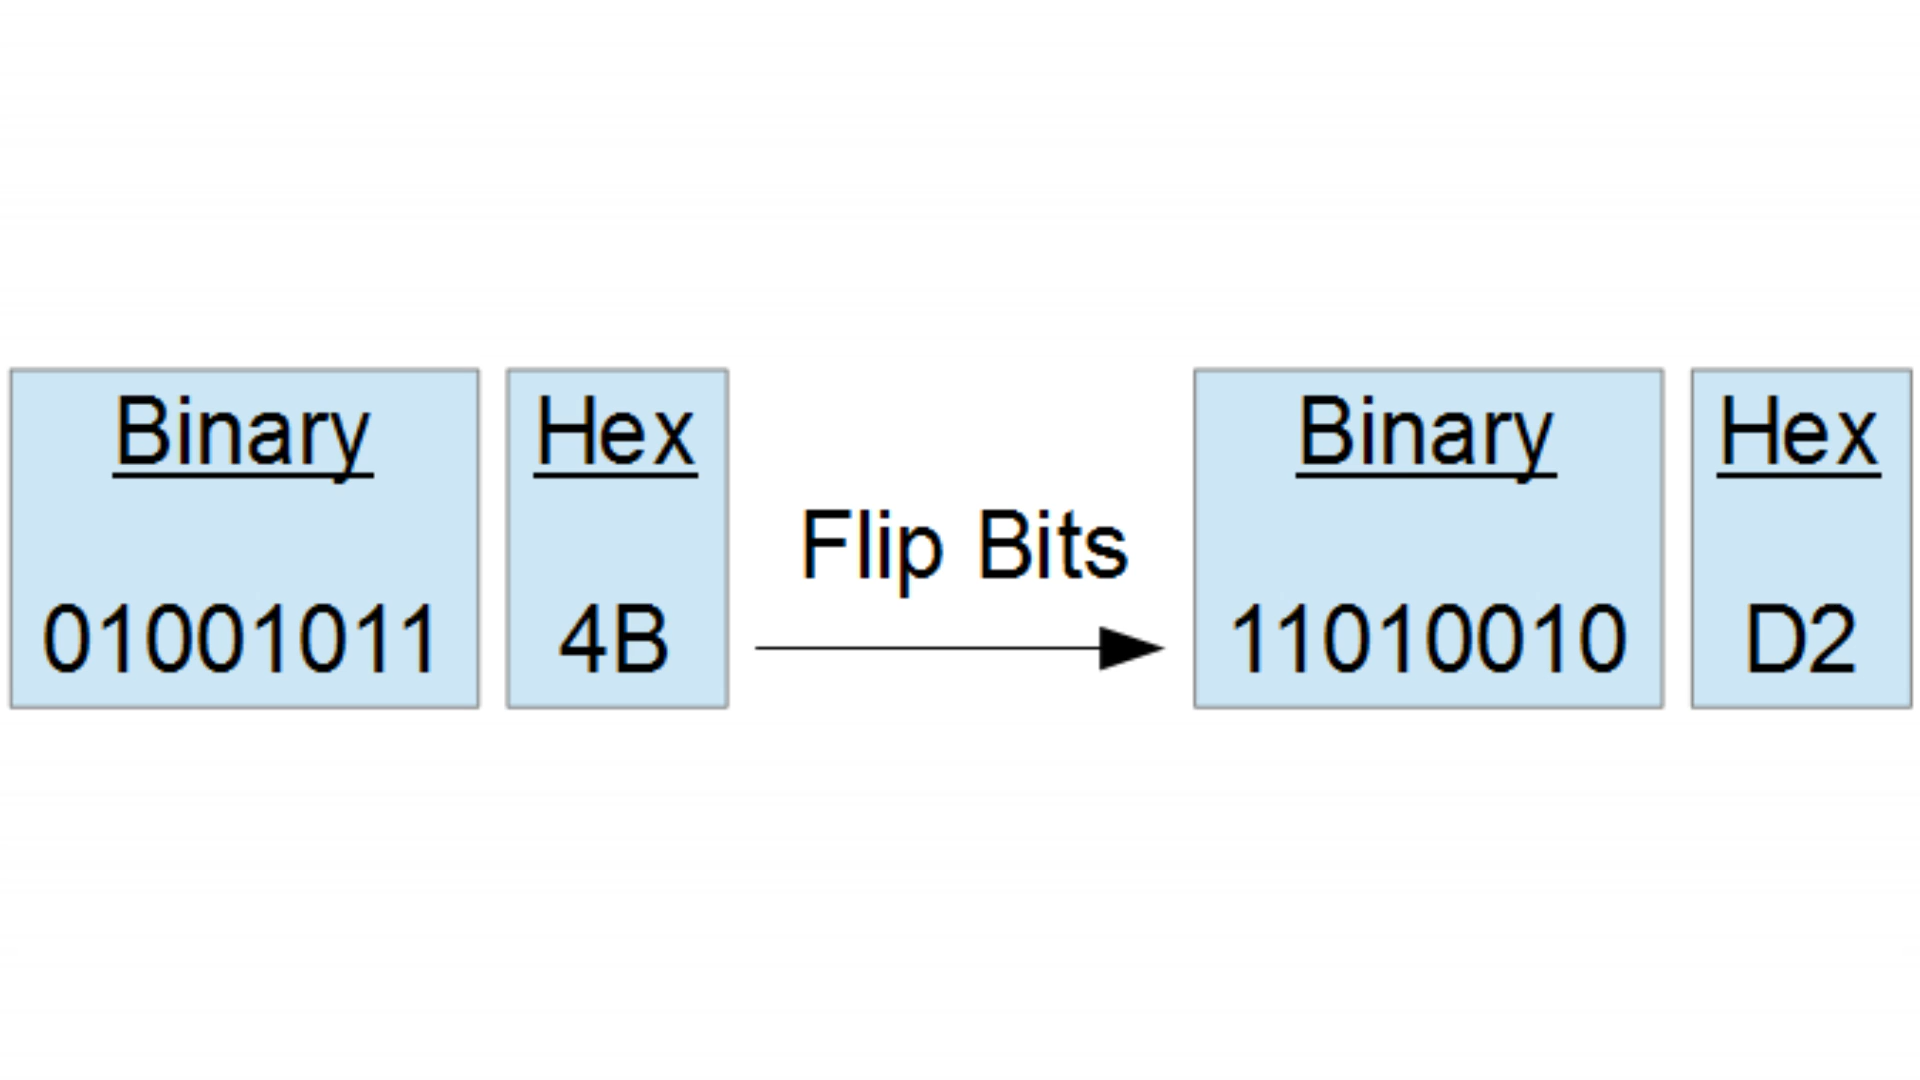 Binary
01001011
Hex
4B
Flip Bits
Binary
11010010
Hex
D2